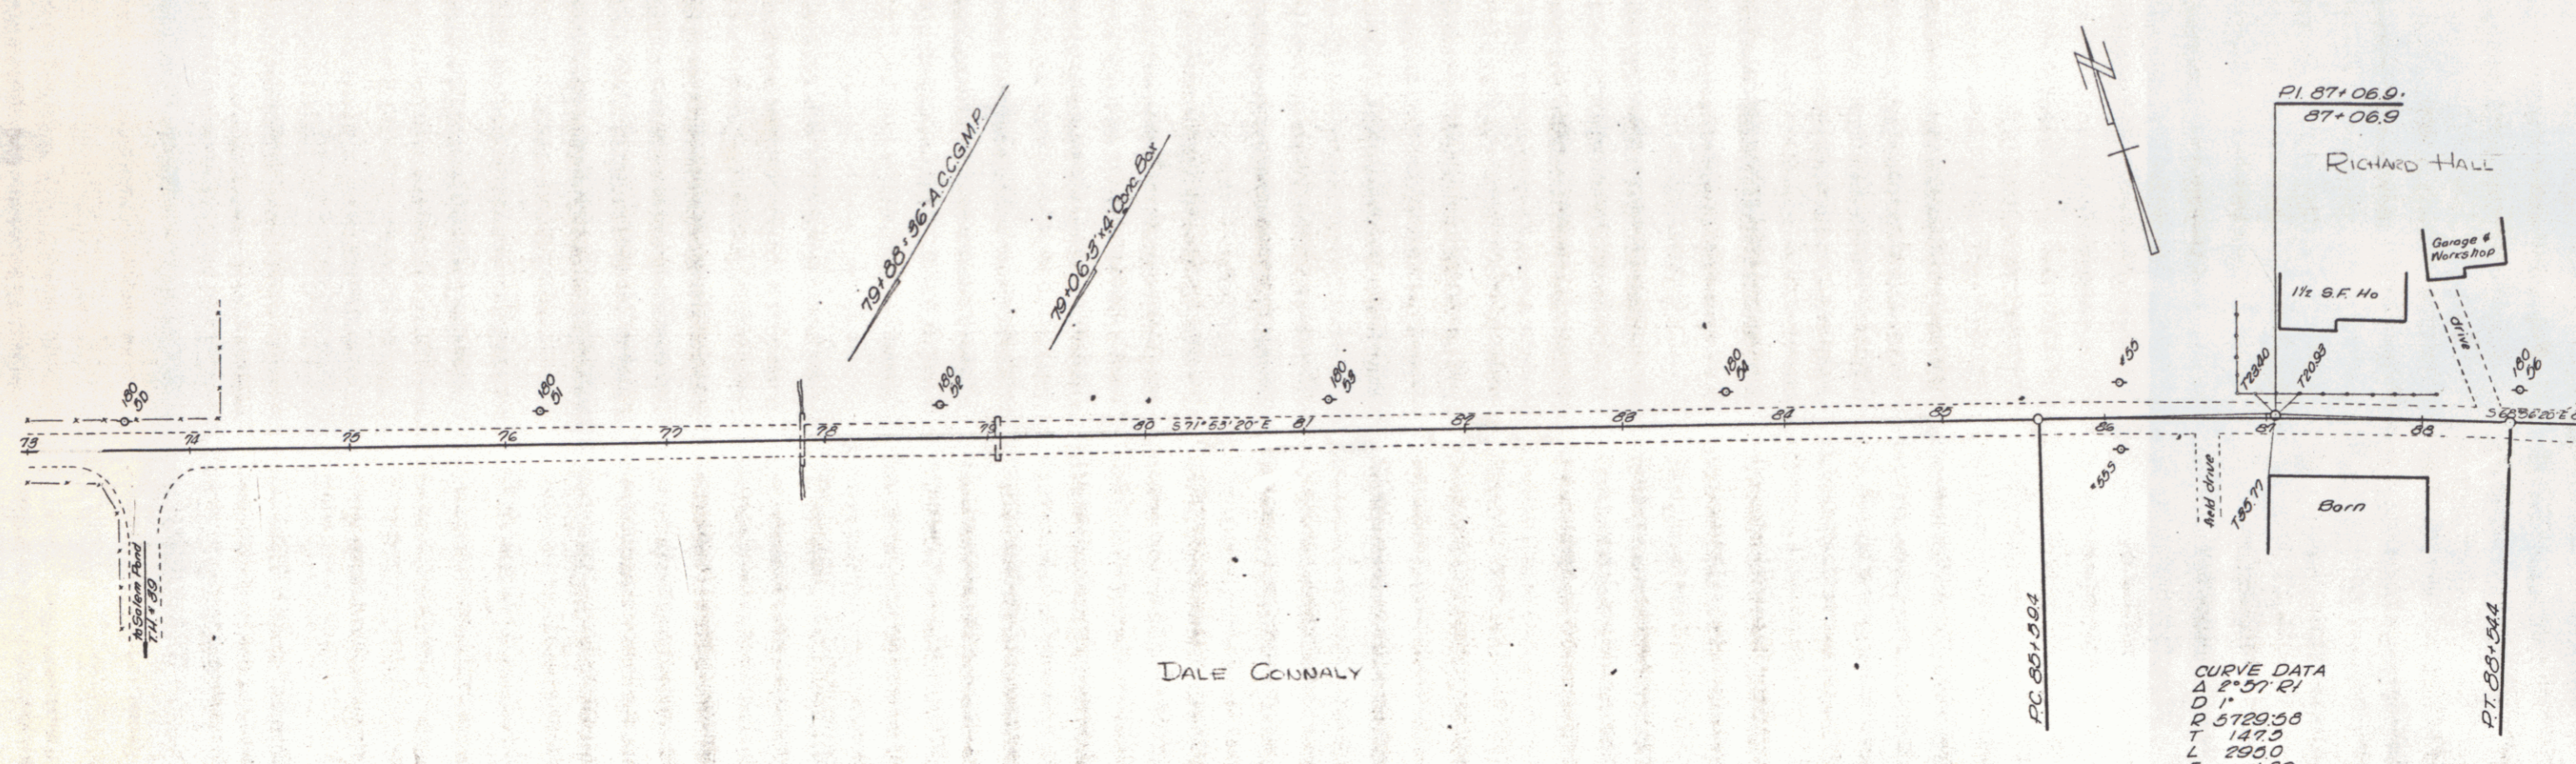 P.I. 87+06.9
87+06.9
RICHARD HALL
Garage &
Workshop
1½ S.F. Ho
drive
79+88 = 36" A.C.C.G.M.P.
79+06=3'x4' Conc. Box
180
50
180
51
180
52
180
53
180
54
#55
180
56
T20.93
73
74
75
76
77
78
79
80
S 71°53'20" E
81
82
83
84
85
86
87
88
#55S
field drive
T35.77
Barn
to Salem Pond
T.H. # 39
DALE CONNALY
P.C. 85+59.4
P.T. 88+54.4
CURVE DATA
Δ 2°57' Rt
D 1°
R 5729.58
T 147.5
L 295.0